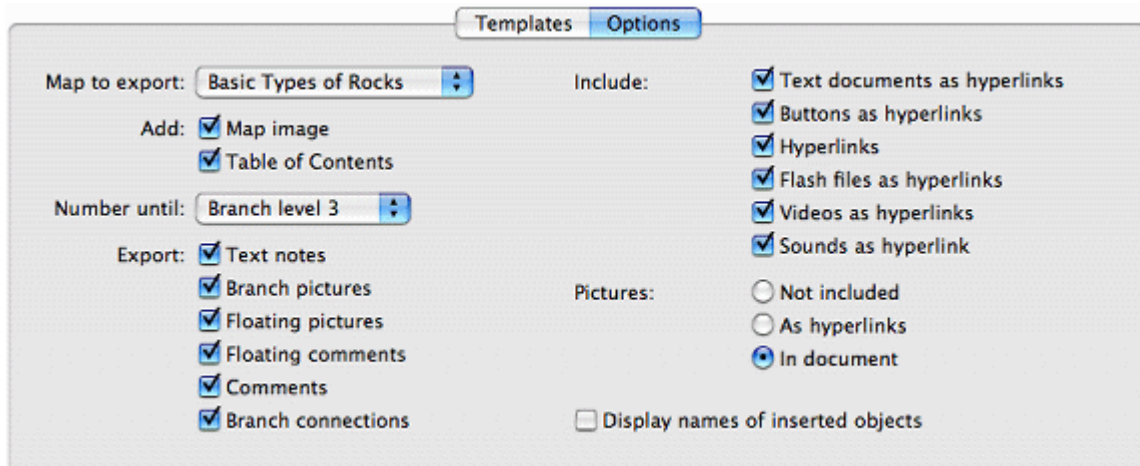 Templates Options
Map to export: Basic Types of Rocks
Add: Map image
Table of Contents
Number until: Branch level 3
Export: Text notes
Branch pictures
Floating pictures
Floating comments
Comments
Branch connections
Include: Text documents as hyperlinks
Buttons as hyperlinks
Hyperlinks
Flash files as hyperlinks
Videos as hyperlinks
Sounds as hyperlink
Pictures: Not included
As hyperlinks
In document
Display names of inserted objects